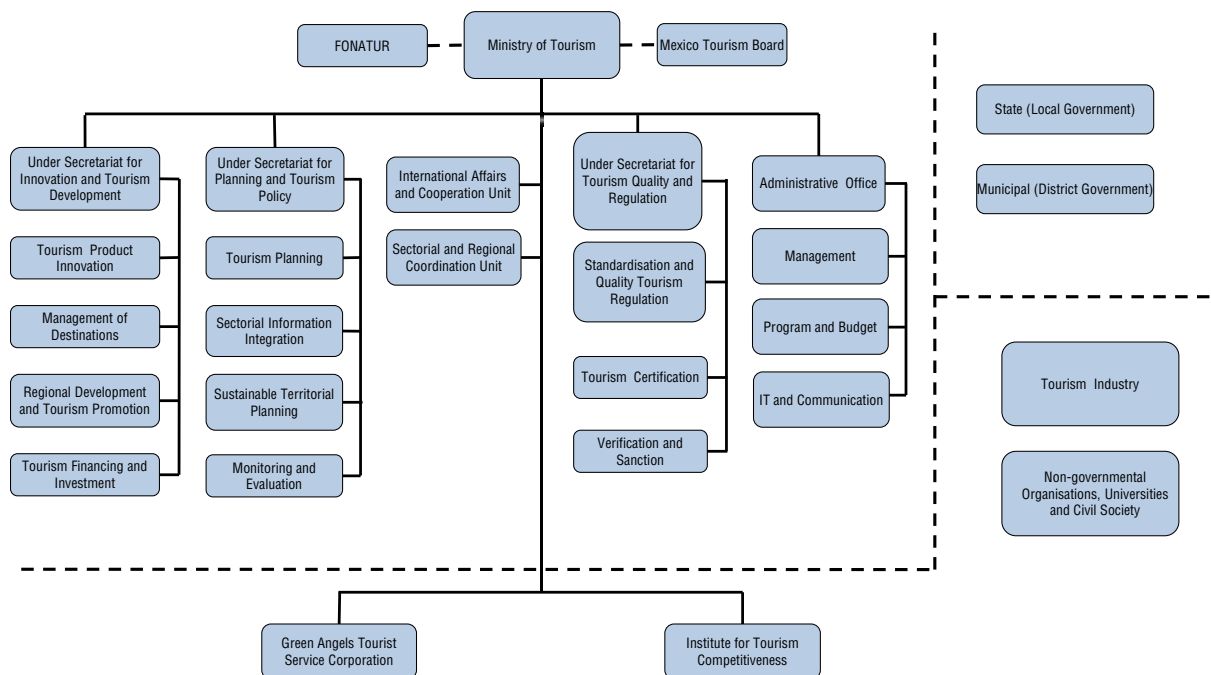 FONATUR
Ministry of Tourism
Mexico Tourism Board
State (Local Government)
Municipal (District Government)
Under Secretariat for
Innovation and Tourism
Development
Tourism Product
Innovation
Management of
Destinations
Regional Development
and Tourism Promotion
Tourism Financing and
Investment
Under Secretariat for
Planning and Tourism
Policy
Tourism Planning
Sectorial Information
Integration
Sustainable Territorial
Planning
Monitoring and
Evaluation
International Affairs
and Cooperation Unit
Sectorial and Regional
Coordination Unit
Under Secretariat for
Tourism Quality and
Regulation
Standardisation and
Quality Tourism
Regulation
Tourism Certification
Verification and
Sanction
Administrative Office
Management
Program and Budget
IT and Communication
Tourism Industry
Non-governmental
Organisations, Universities
and Civil Society
Green Angels Tourist
Service Corporation
Institute for Tourism
Competitiveness